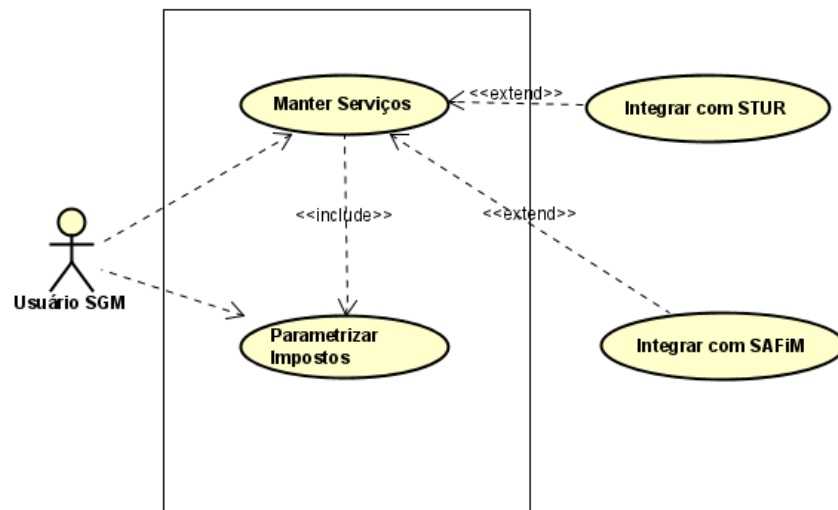 Manter Serviços
<<extend>>
Integrar com STUR
<<include>>
<<extend>>
Usuário SGM
Parametrizar
Impostos
Integrar com SAFiM